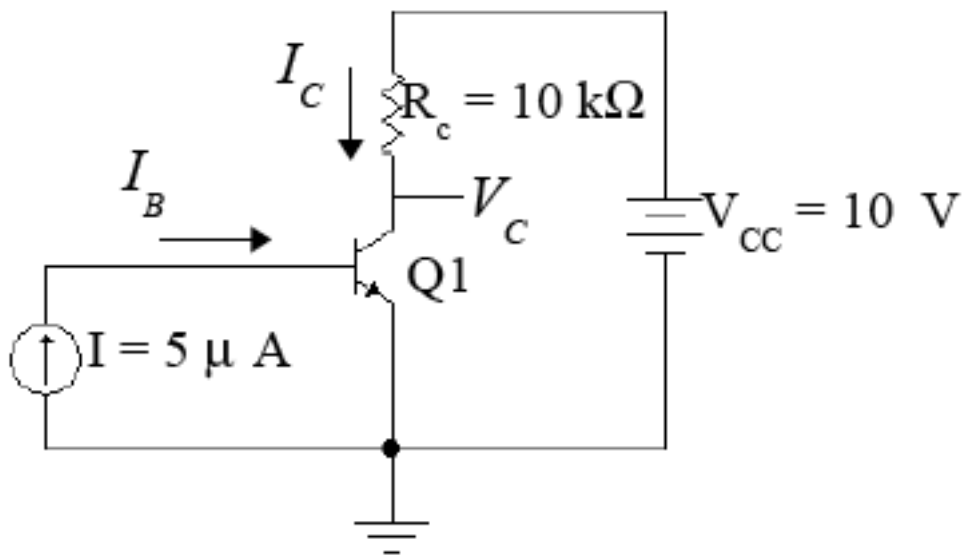 I_C
R_c = 10 kΩ
I_B
V_C
V_CC = 10 V
Q1
I = 5 μ A